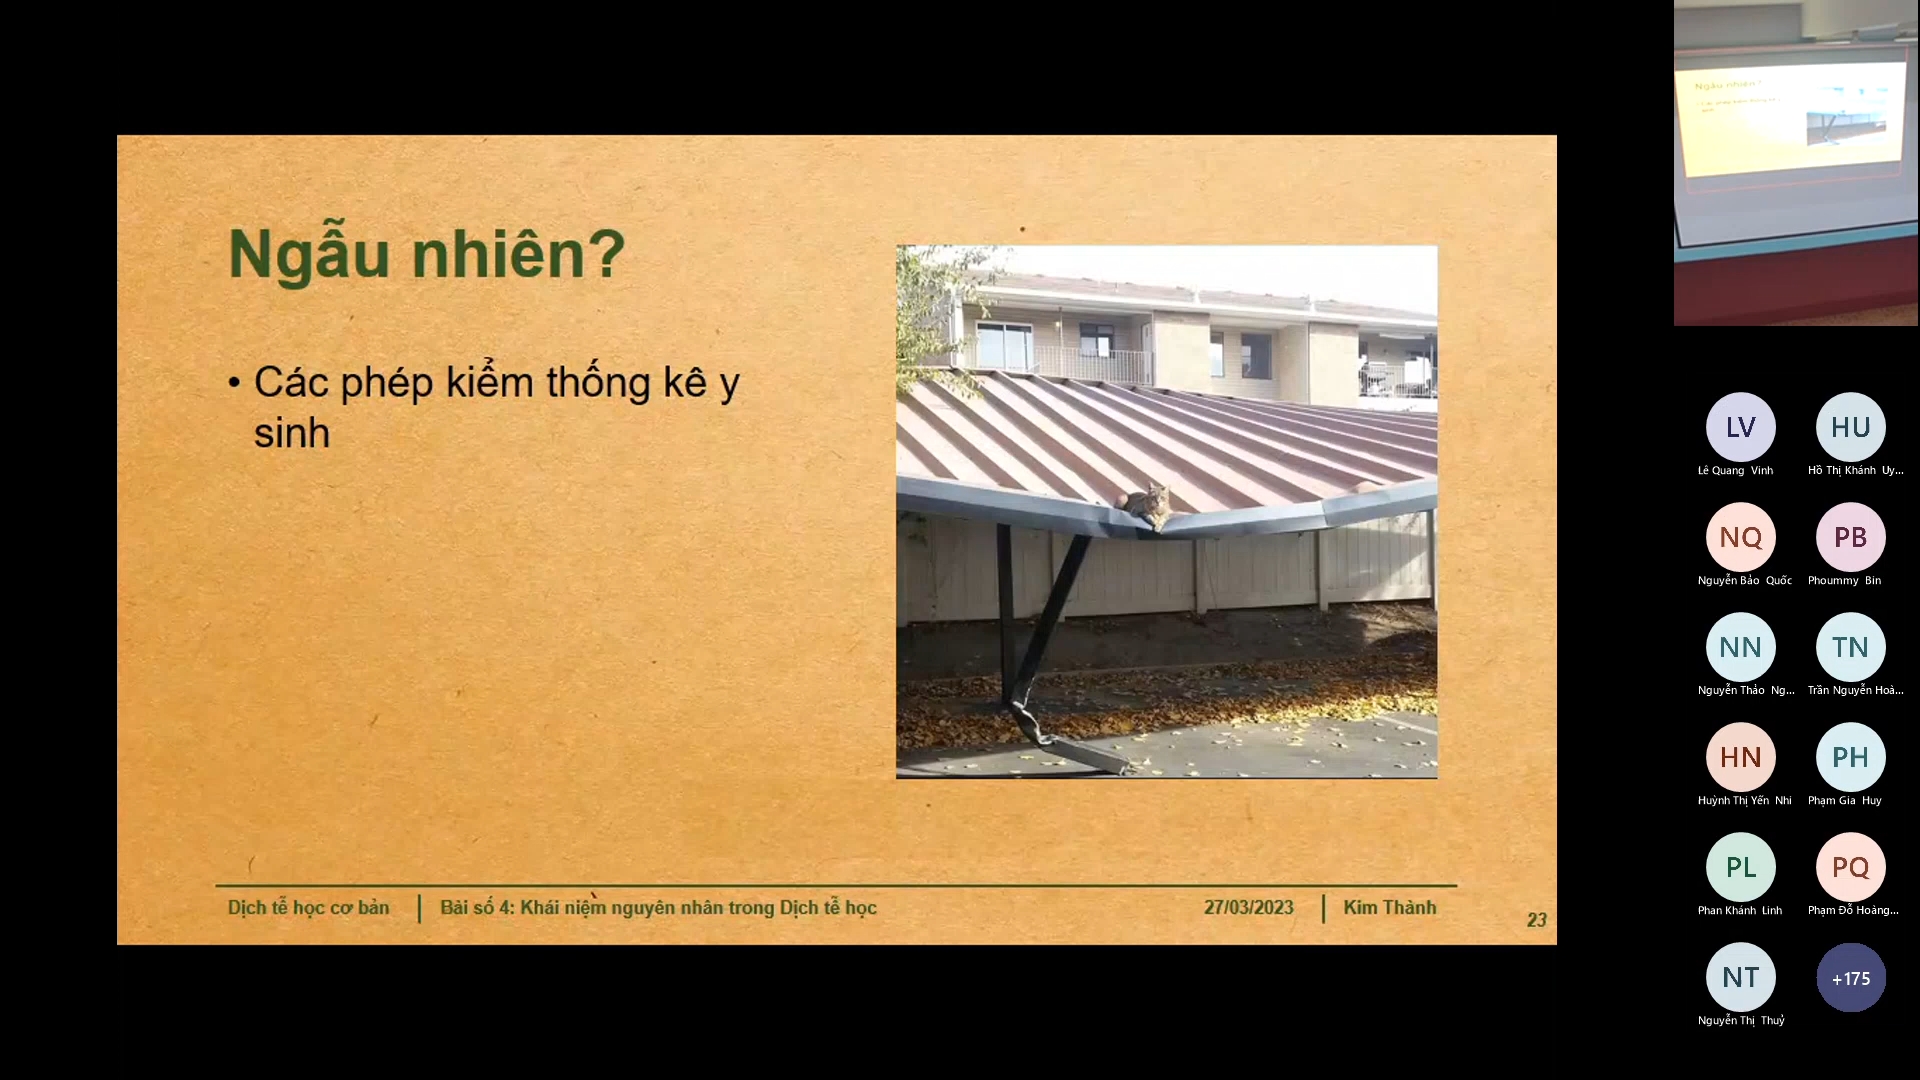 Ngẫu nhiên?
• Các phép kiểm thống kê y
sinh
Dịch tễ học cơ bản
Bài số 4: Khái niệm nguyên nhân trong Dịch tễ học
27/03/2023
Kim Thành
23
Ngẫu nhiên?
LV
HU
Lê Quang Vinh
Hồ Thị Khánh Uy...
NQ
PB
Nguyễn Bảo Quốc
Phoummy Bin
NN
TN
Nguyễn Thảo Ng...
Trần Nguyễn Hoà...
HN
PH
Huỳnh Thị Yến Nhi
Phạm Gia Huy
PL
PQ
Phan Khánh Linh
Phạm Đỗ Hoàng...
NT
+175
Nguyễn Thị Thuỷ